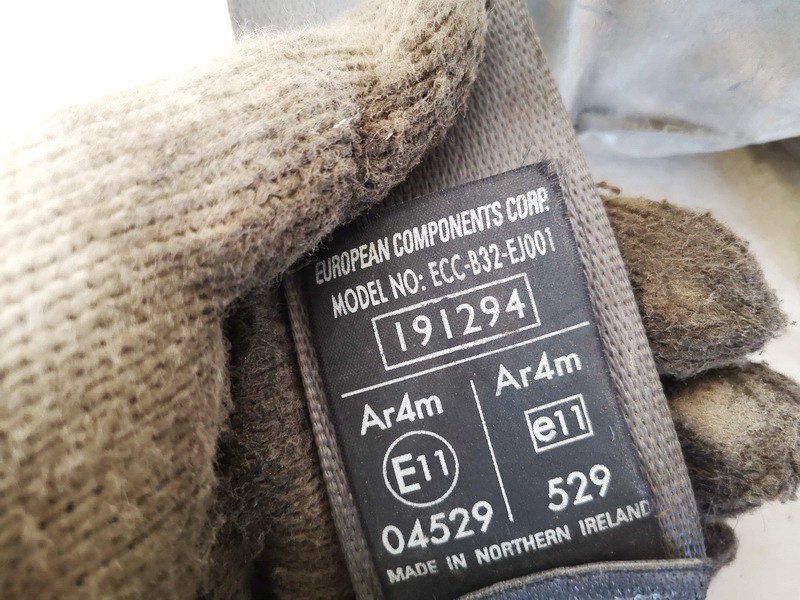 EUROPEAN COMPONENTS CORP.
MODEL NO: ECC-B32-EJ001
191294
Ar4m
E11
04529
Ar4m
e11
529
MADE IN NORTHERN IRELAND